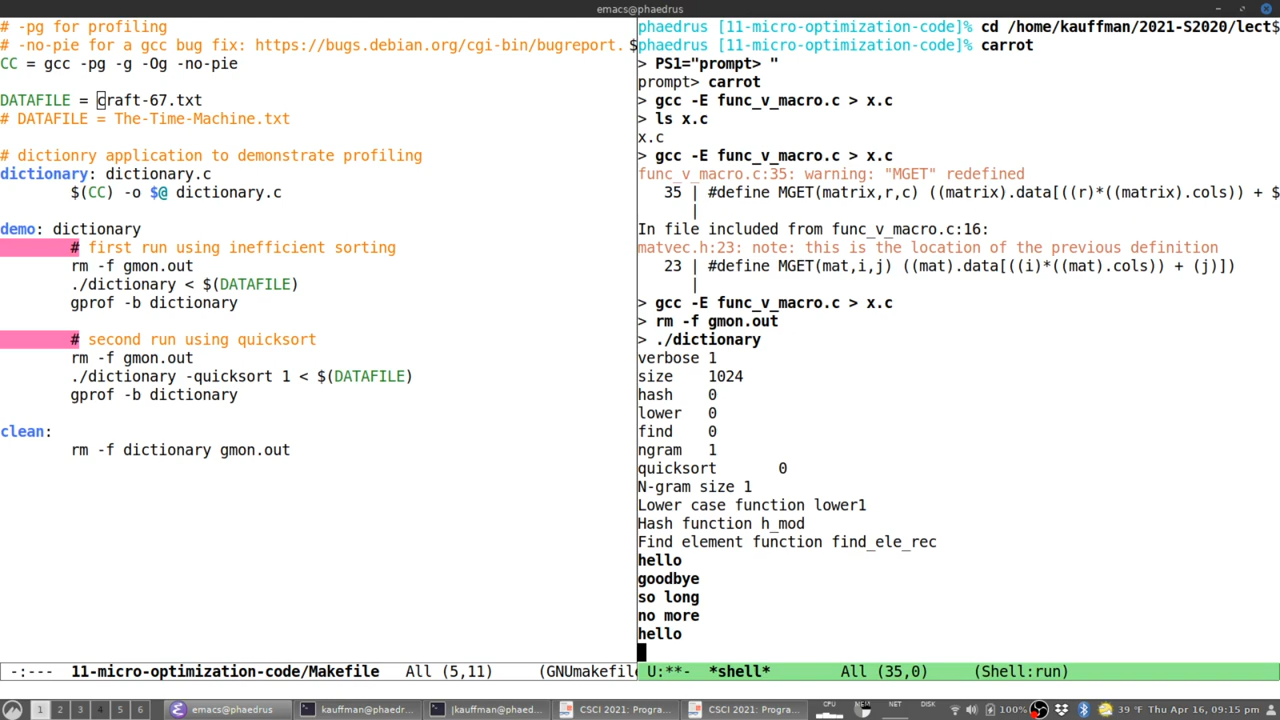 emacs@phaedrus
# -pg for profiling
# -no-pie for a gcc bug fix: https://bugs.debian.org/cgi-bin/bugreport. $
CC = gcc -pg -g -Og -no-pie
DATAFILE = craft-67.txt
# DATAFILE = The-Time-Machine.txt
# dictionry application to demonstrate profiling
dictionary: dictionary.c
$(CC) -o $@ dictionary.c
demo: dictionary
# first run using inefficient sorting
rm -f gmon.out
./dictionary < $(DATAFILE)
gprof -b dictionary
# second run using quicksort
rm -f gmon.out
./dictionary -quicksort 1 < $(DATAFILE)
gprof -b dictionary
clean:
rm -f dictionary gmon.out
-:--- 11-micro-optimization-code/Makefile All (5,11) (GNUmakefil
phaedrus [11-micro-optimization-code]% cd /home/kauffman/2021-S2020/lect$
phaedrus [11-micro-optimization-code]% carrot
> PS1="prompt> "
prompt> carrot
> gcc -E func_v_macro.c > x.c
> ls x.c
x.c
> gcc -E func_v_macro.c > x.c
func_v_macro.c:35: warning: "MGET" redefined
35 | #define MGET(matrix,r,c) ((matrix).data[((r)*((matrix).cols)) + $
|
In file included from func_v_macro.c:16:
matvec.h:23: note: this is the location of the previous definition
23 | #define MGET(mat,i,j) ((mat).data[((i)*((mat).cols)) + (j)])
|
> gcc -E func_v_macro.c > x.c
> rm -f gmon.out
> ./dictionary
verbose 1
size 1024
hash 0
lower 0
find 0
ngram 1
quicksort 0
N-gram size 1
Lower case function lower1
Hash function h_mod
Find element function find_ele_rec
hello
goodbye
so long
no more
hello
U:**- *shell* All (35,0) (Shell:run)
1 2 3 4 5 6 emacs@phaedrus kauffman@phaedr... [kauffman@phaed... CSCI 2021: Progra... CSCI 2021: Progra... CPU MEM NET DISK 100% 39 °F Thu Apr 16, 09:15 pm